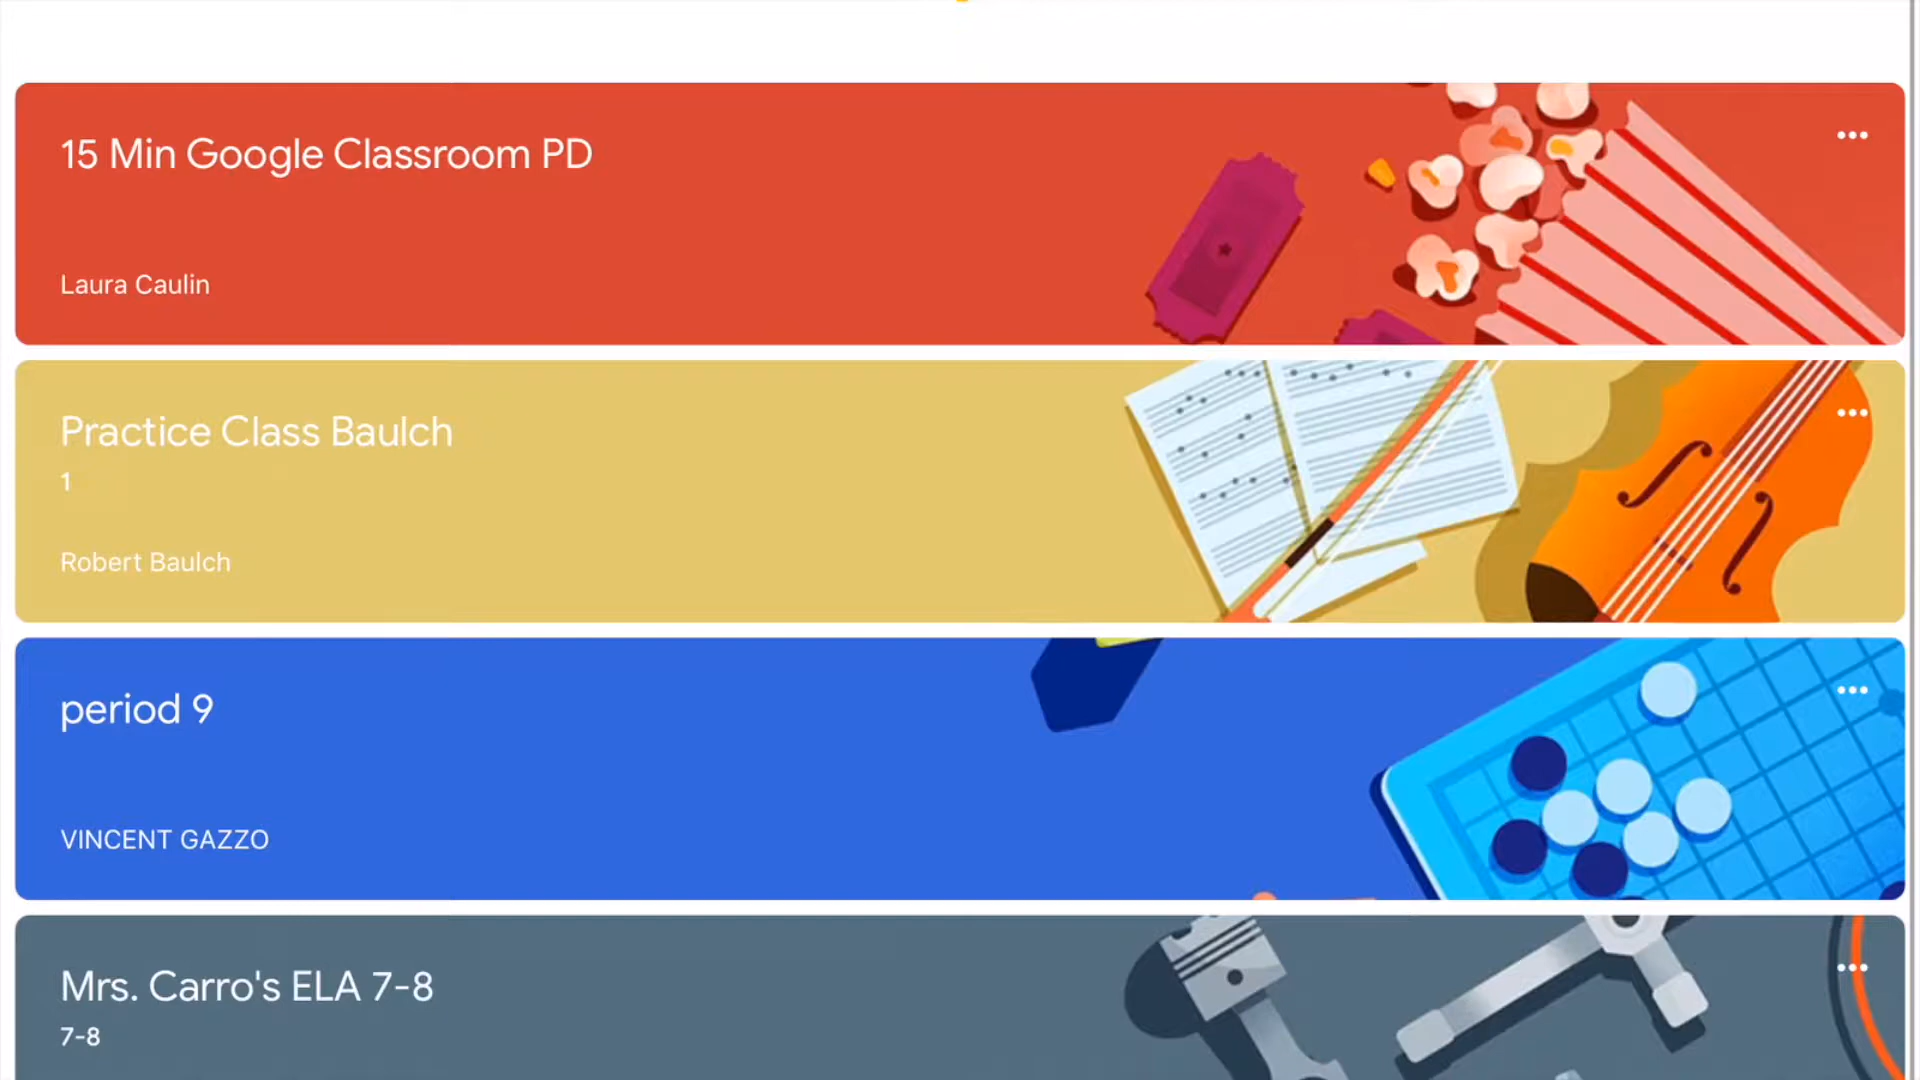 15 Min Google Classroom PD
Laura Caulin
Practice Class Baulch
1
Robert Baulch
period 9
VINCENT GAZZO
Mrs. Carro's ELA 7-8
7-8